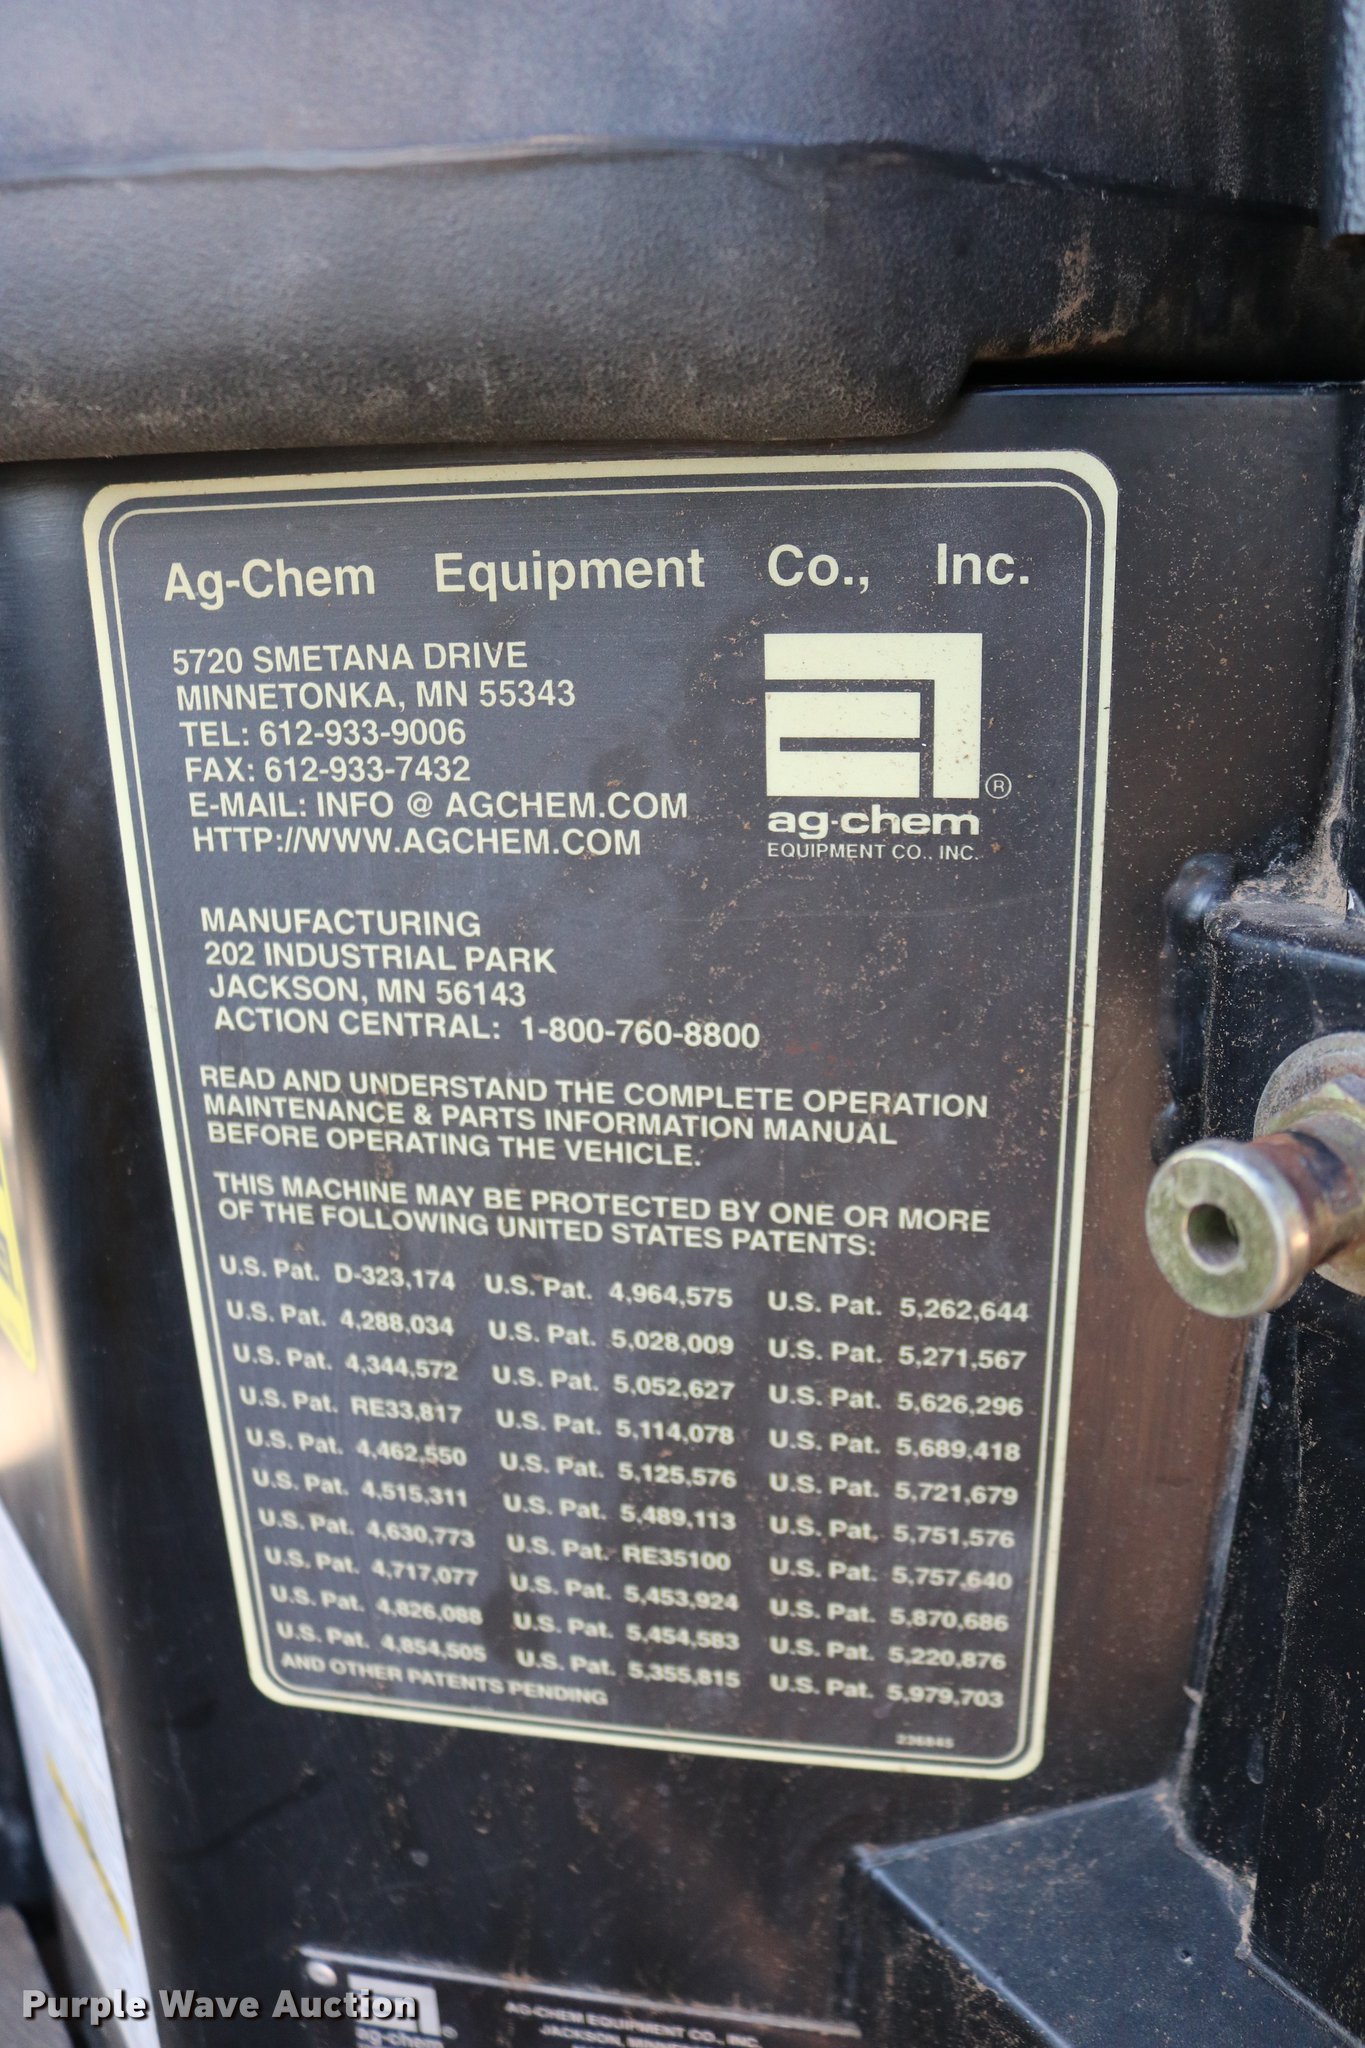 Ag-Chem Equipment Co., Inc.
5720 SMETANA DRIVE
MINNETONKA, MN 55343
TEL: 612-933-9006
FAX: 612-933-7432
E-MAIL: INFO @ AGCHEM.COM
HTTP://WWW.AGCHEM.COM
®
ag-chem
EQUIPMENT CO., INC.
MANUFACTURING
202 INDUSTRIAL PARK
JACKSON, MN 56143
ACTION CENTRAL: 1-800-760-8800
READ AND UNDERSTAND THE COMPLETE OPERATION
MAINTENANCE & PARTS INFORMATION MANUAL
BEFORE OPERATING THE VEHICLE.
THIS MACHINE MAY BE PROTECTED BY ONE OR MORE
OF THE FOLLOWING UNITED STATES PATENTS:
U.S. Pat. D-323,174 U.S. Pat. 4,964,575 U.S. Pat. 5,262,644
U.S. Pat. 4,288,034 U.S. Pat. 5,028,009 U.S. Pat. 5,271,567
U.S. Pat. 4,344,572 U.S. Pat. 5,052,627 U.S. Pat. 5,626,296
U.S. Pat. RE33,817 U.S. Pat. 5,114,078 U.S. Pat. 5,689,418
U.S. Pat. 4,462,550 U.S. Pat. 5,125,576 U.S. Pat. 5,721,679
U.S. Pat. 4,515,311 U.S. Pat. 5,489,113 U.S. Pat. 5,751,576
U.S. Pat. 4,630,773 U.S. Pat. RE35100 U.S. Pat. 5,757,640
U.S. Pat. 4,717,077 U.S. Pat. 5,453,924 U.S. Pat. 5,870,686
U.S. Pat. 4,826,088 U.S. Pat. 5,454,583 U.S. Pat. 5,220,876
U.S. Pat. 4,854,505 U.S. Pat. 5,355,815 U.S. Pat. 5,979,703
AND OTHER PATENTS PENDING
236845
ag-chem
AG-CHEM EQUIPMENT CO., INC.
JACKSON,
Purple Wave Auction